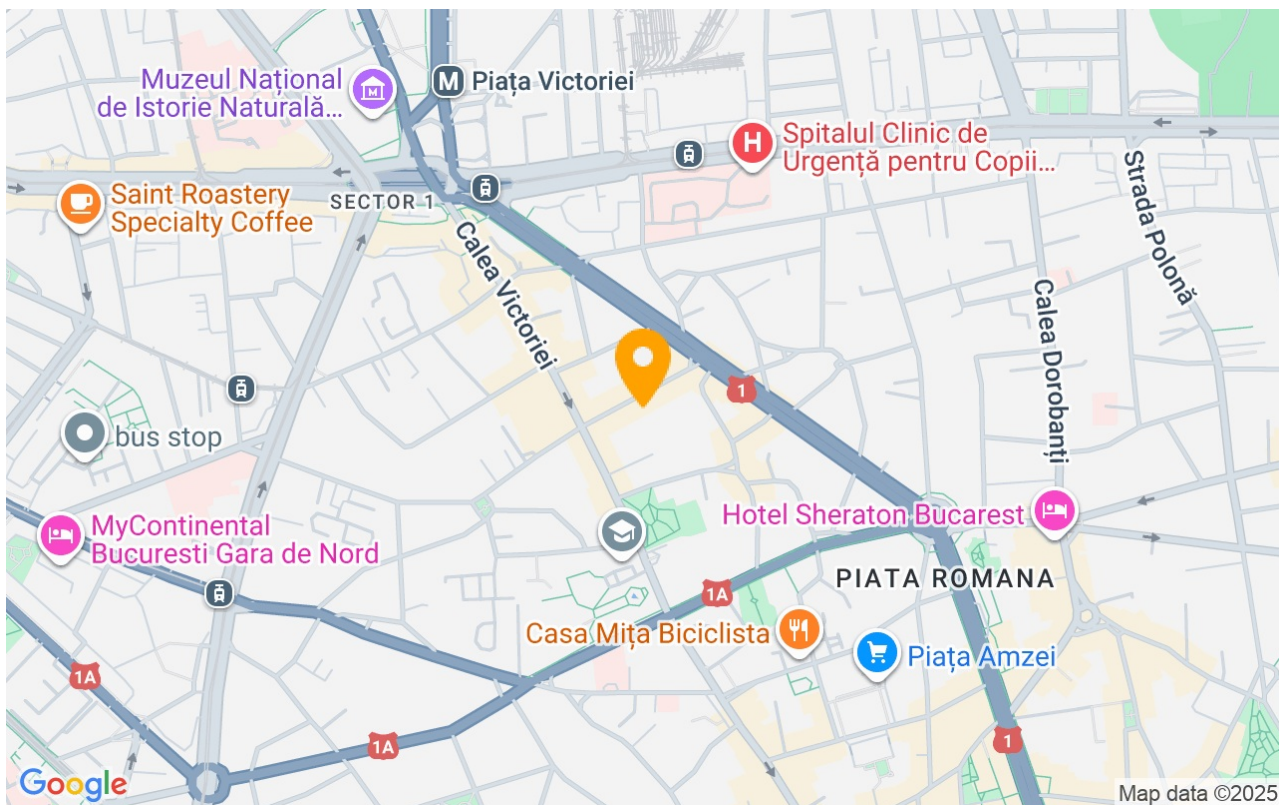 Muzeul Național
de Istorie Naturală...
M Piața Victoriei
H
Spitalul Clinic de
Urgență pentru Copii...
Saint Roastery
Specialty Coffee
SECTOR 1
Calea Victoriei
Strada Polonă
Calea Dorobanți
1
bus stop
Hotel Sheraton Bucarest
MyContinental
Bucuresti Gara de Nord
PIATA ROMANA
1A
Casa Mița Biciclista
Piața Amzei
1A
1A
1
Google
Map data ©2025